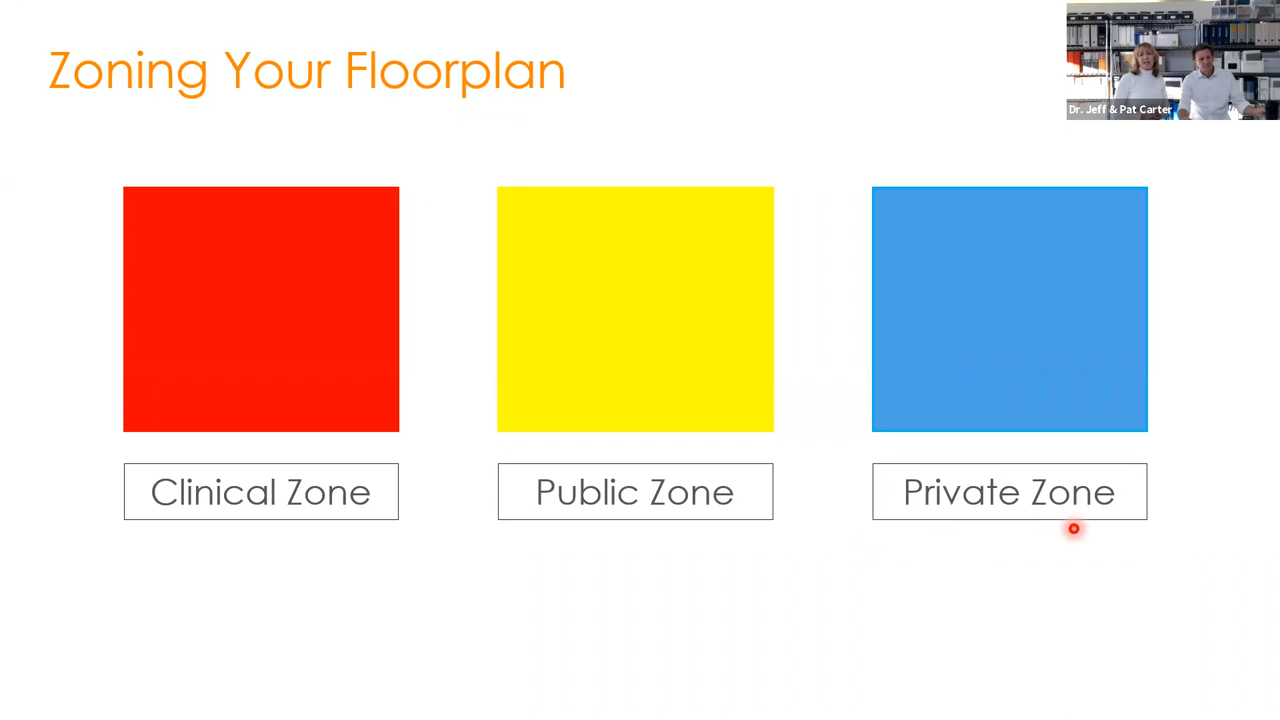 Zoning Your Floorplan
Dr. Jeff & Pat Carter
Clinical Zone
Public Zone
Private Zone